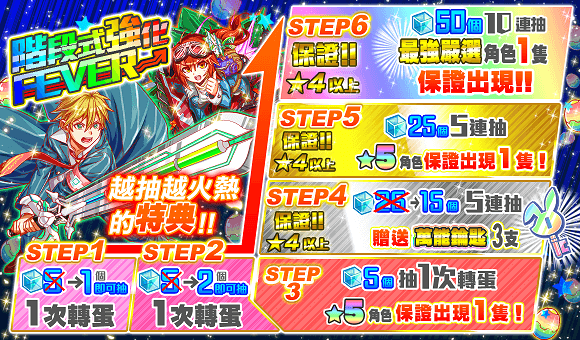 階段式強化
FEVER
越抽越火熱
的特典!!
STEP1
5→1個
即可抽
1次轉蛋
STEP2
5→2個
即可抽
1次轉蛋
STEP
3
5個 抽1次轉蛋
★5角色 保證出現1隻!
STEP4
保證!!
★4以上
25→15個 5連抽
贈送 萬能鑰匙 3支
STEP5
保證!!
★4以上
25個 5連抽
★5角色 保證出現1隻!
STEP6
保證!!
★4以上
50個 10連抽
最強嚴選 角色1隻
保證出現!!